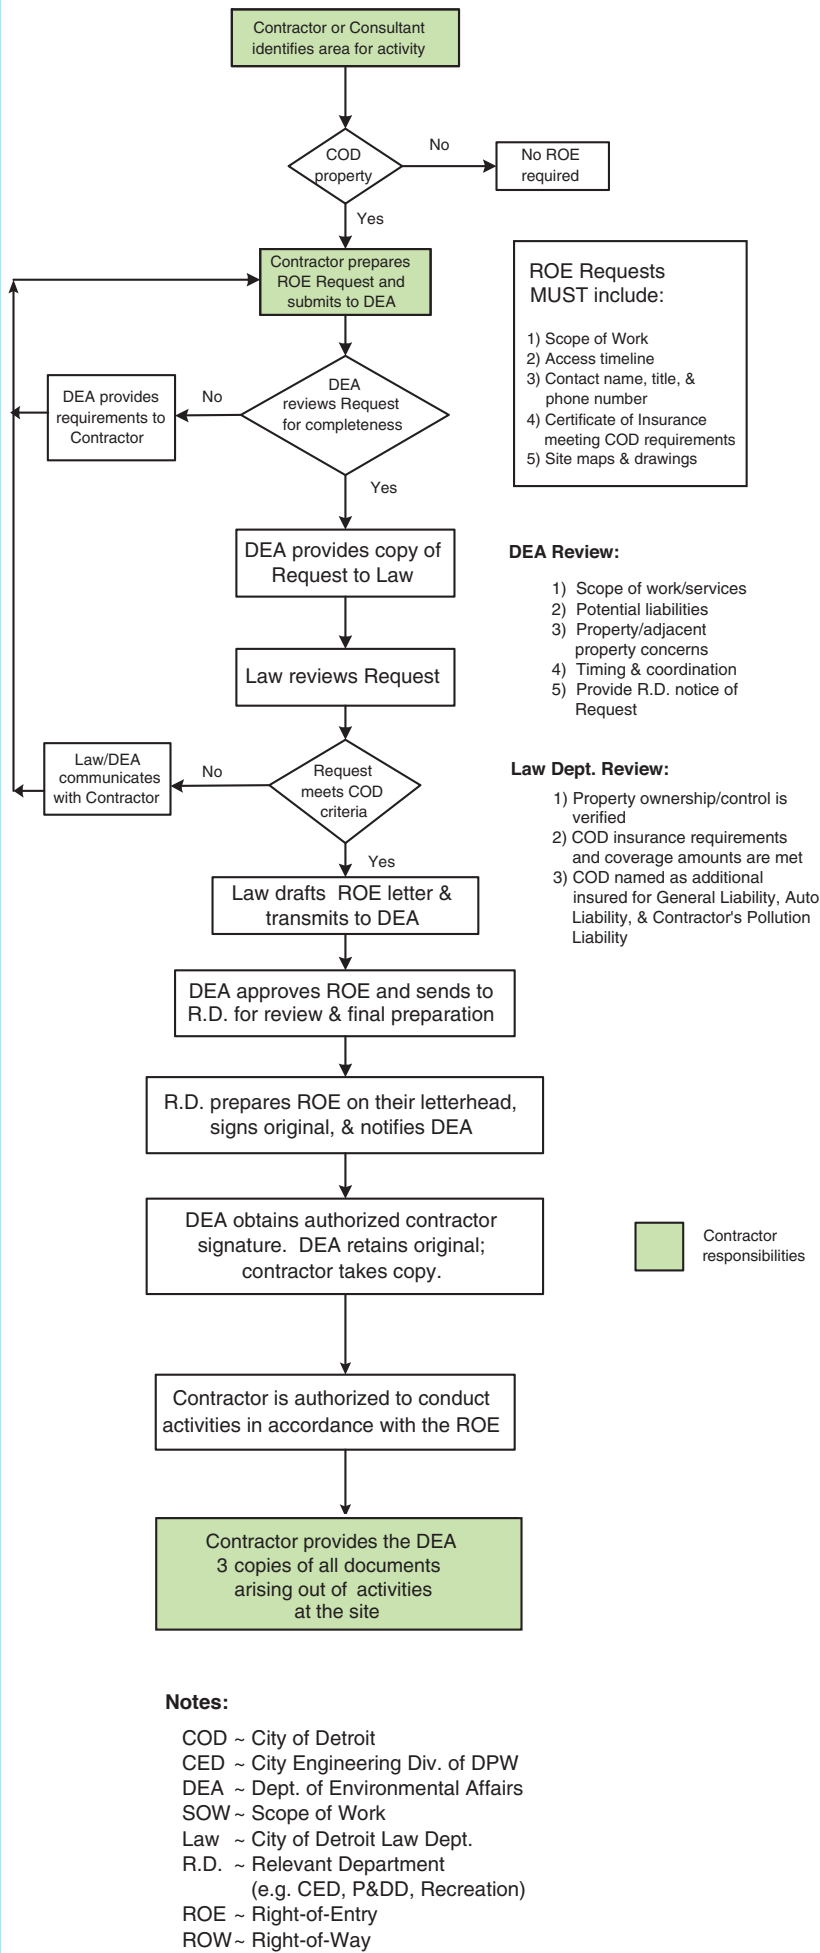 Contractor or Consultant
identifies area for activity
COD
property
No
No ROE
required
Yes
Contractor prepares
ROE Request and
submits to DEA
ROE Requests
MUST include:
1) Scope of Work
2) Access timeline
3) Contact name, title, &
phone number
4) Certificate of Insurance
meeting COD requirements
5) Site maps & drawings
DEA
reviews Request
for completeness
No
DEA provides
requirements to
Contractor
Yes
DEA provides copy of
Request to Law
DEA Review:
1) Scope of work/services
2) Potential liabilities
3) Property/adjacent
property concerns
4) Timing & coordination
5) Provide R.D. notice of
Request
Law reviews Request
Request
meets COD
criteria
No
Law/DEA
communicates
with Contractor
Yes
Law Dept. Review:
1) Property ownership/control is
verified
2) COD insurance requirements
and coverage amounts are met
3) COD named as additional
insured for General Liability, Auto
Liability, & Contractor's Pollution
Liability
Law drafts ROE letter &
transmits to DEA
DEA approves ROE and sends to
R.D. for review & final preparation
R.D. prepares ROE on their letterhead,
signs original, & notifies DEA
DEA obtains authorized contractor
signature. DEA retains original;
contractor takes copy.
Contractor
responsibilities
Contractor is authorized to conduct
activities in accordance with the ROE
Contractor provides the DEA
3 copies of all documents
arising out of activities
at the site
Notes:
COD ~ City of Detroit
CED ~ City Engineering Div. of DPW
DEA ~ Dept. of Environmental Affairs
SOW ~ Scope of Work
Law ~ City of Detroit Law Dept.
R.D. ~ Relevant Department
(e.g. CED, P&DD, Recreation)
ROE ~ Right-of-Entry
ROW ~ Right-of-Way